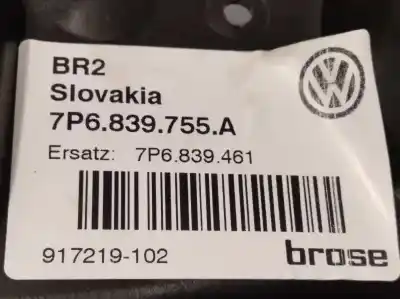 BR2
Slovakia
7P6.839.755.A
Ersatz: 7P6.839.461
917219-102 brose